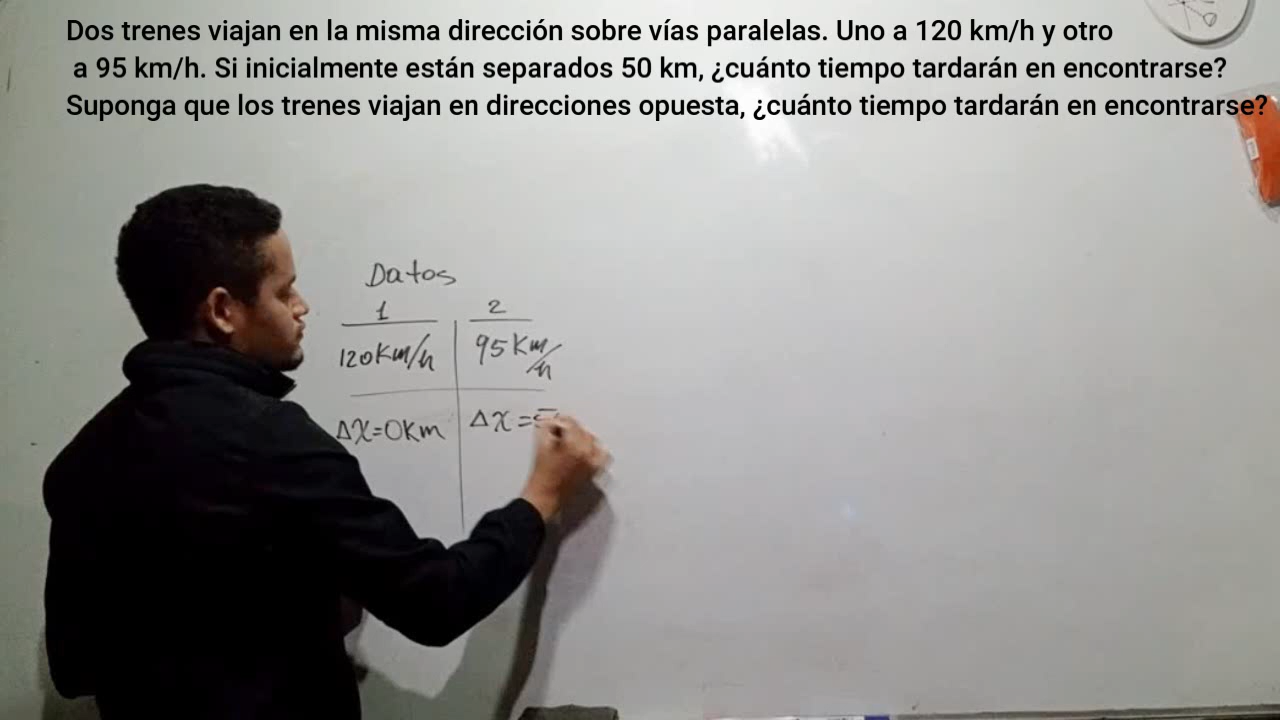 Dos trenes viajan en la misma dirección sobre vías paralelas. Uno a 120 km/h y otro
a 95 km/h. Si inicialmente están separados 50 km, ¿cuánto tiempo tardarán en encontrarse?
Suponga que los trenes viajan en direcciones opuesta, ¿cuánto tiempo tardarán en encontrarse?
Datos
1 2
120Km/h 95Km/h
ΔX=0Km ΔX=